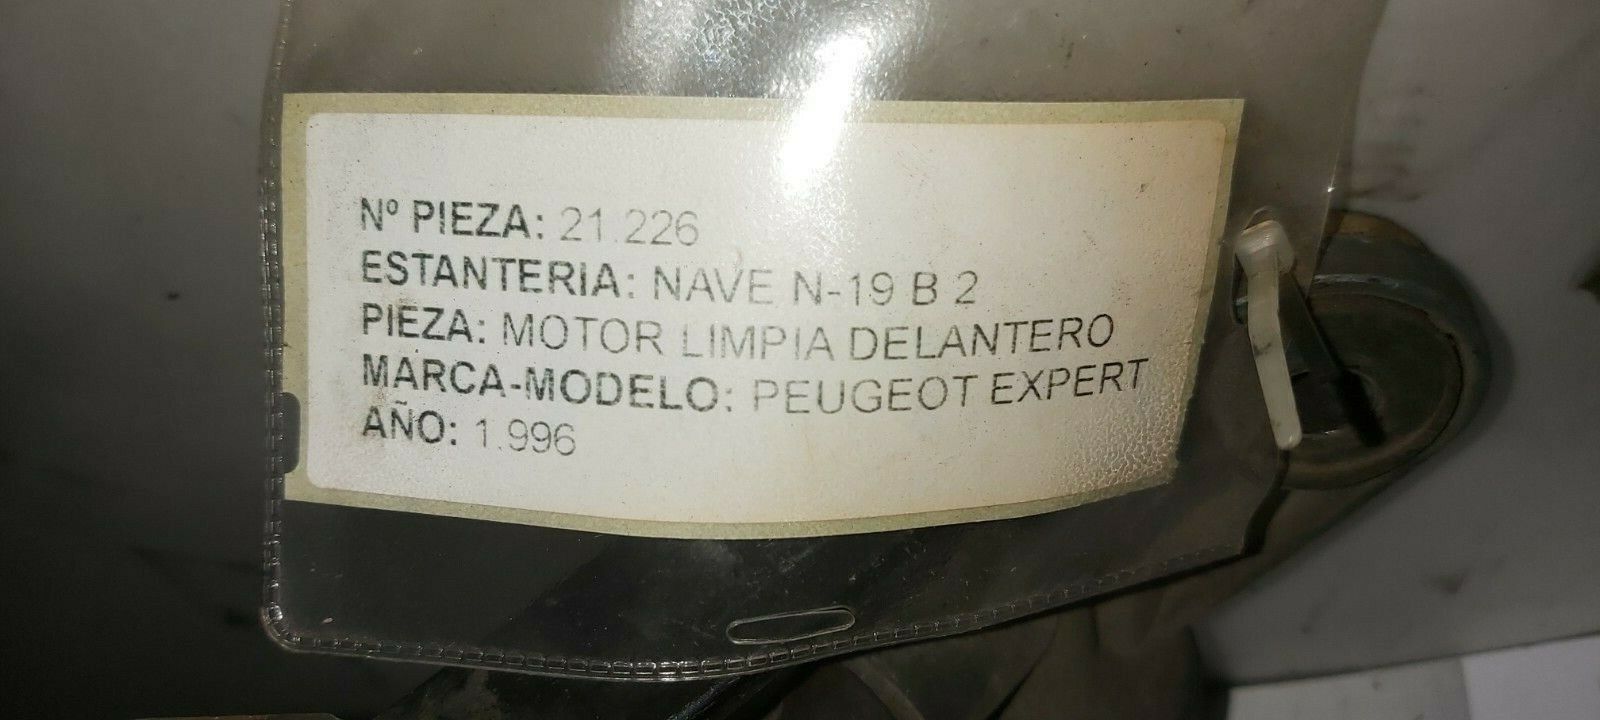 Nº PIEZA: 21.226
ESTANTERIA: NAVE N-19 B 2
PIEZA: MOTOR LIMPIA DELANTERO
MARCA-MODELO: PEUGEOT EXPERT
AÑO: 1.996